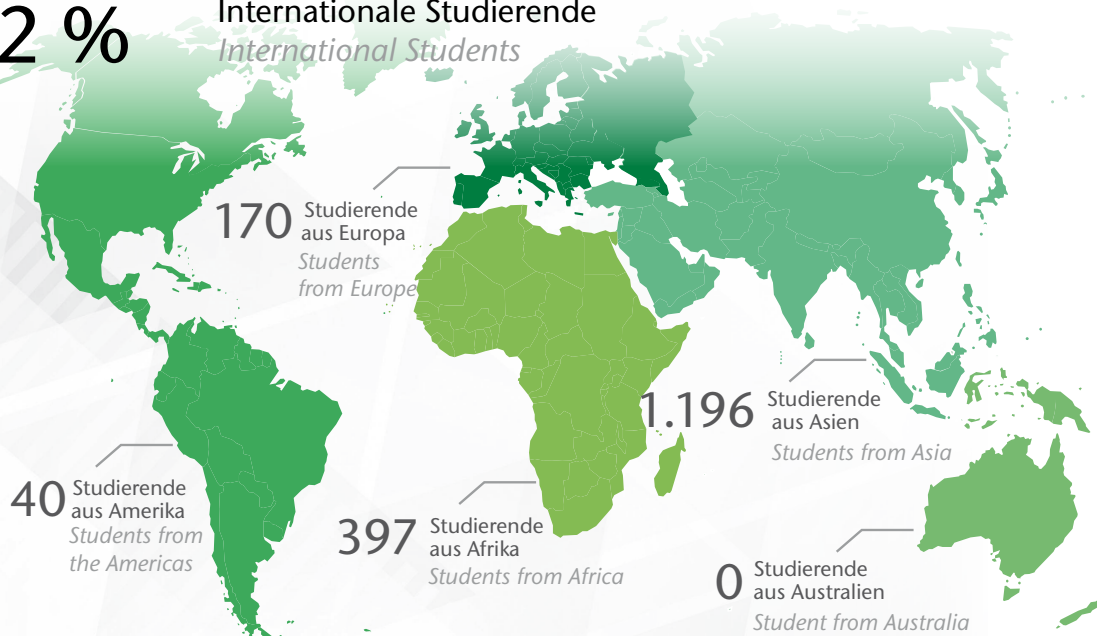 2 %
Internationale Studierende
International Students
170
Studierende
aus Europa
Students
from Europe
1.196
Studierende
aus Asien
Students from Asia
40
Studierende
aus Amerika
Students from
the Americas
397
Studierende
aus Afrika
Students from Africa
0
Studierende
aus Australien
Student from Australia